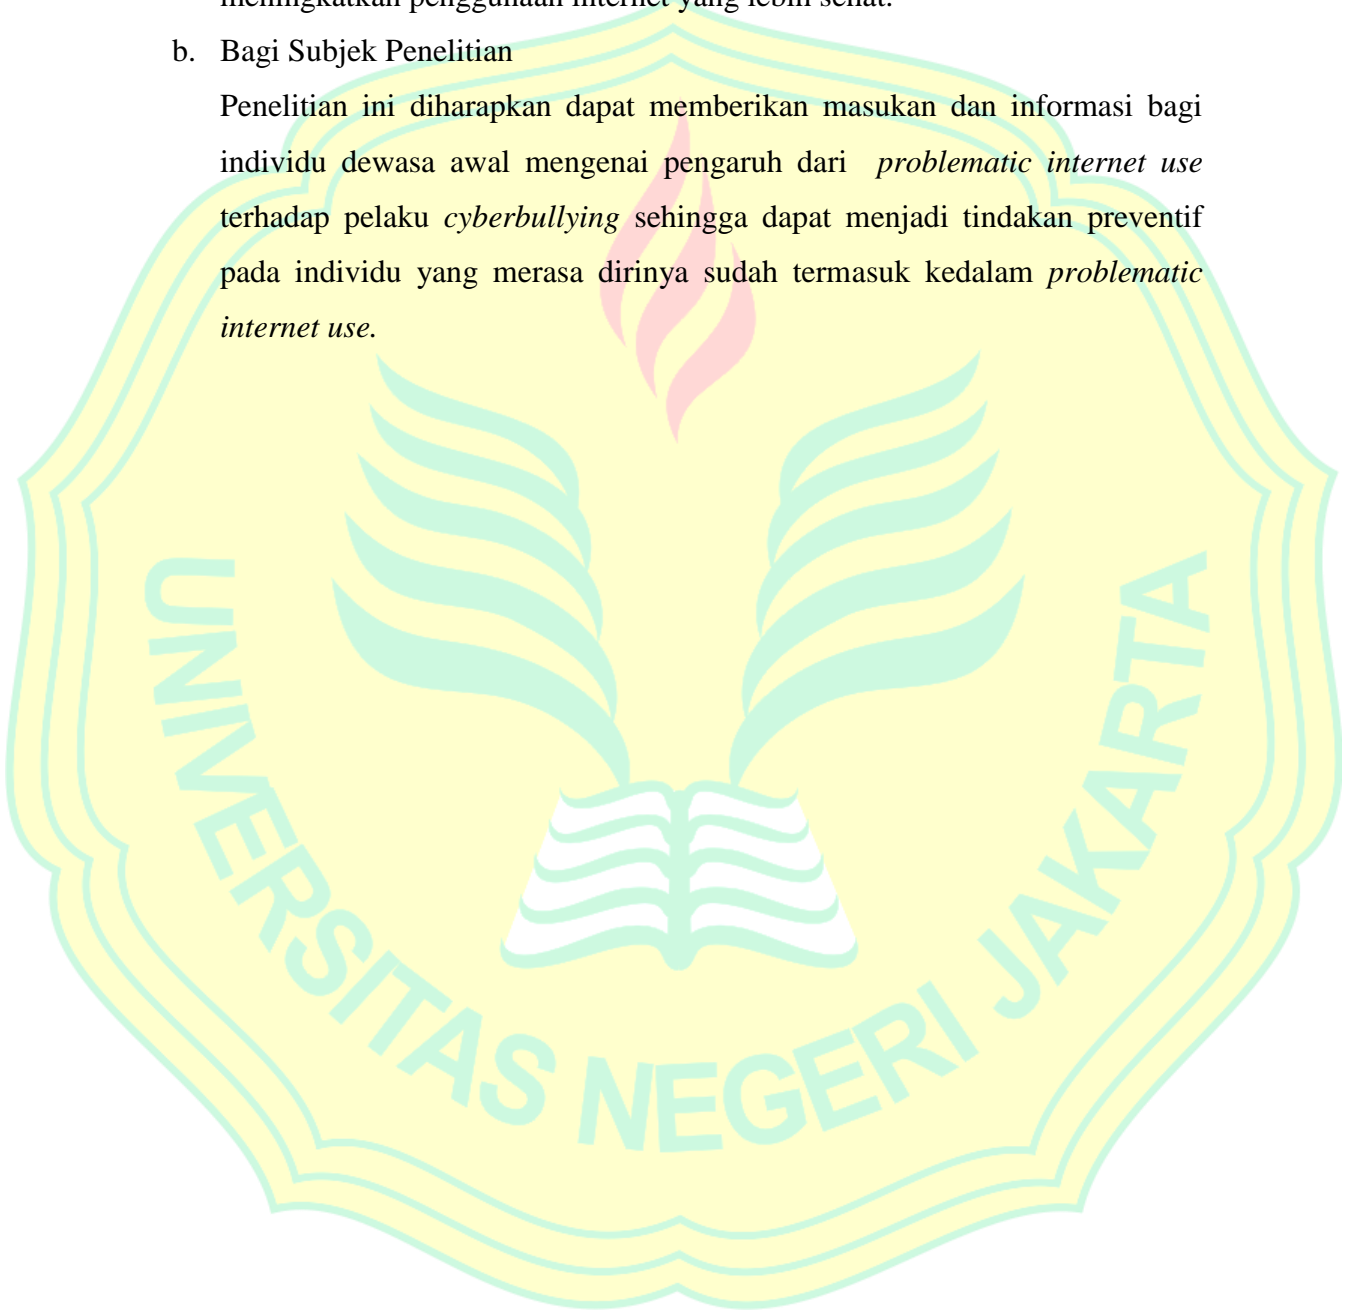 meningkatkan penggunaan internet yang lebih sehat.
b. Bagi Subjek Penelitian
Penelitian ini diharapkan dapat memberikan masukan dan informasi bagi
individu dewasa awal mengenai pengaruh dari problematic internet use
terhadap pelaku cyberbullying sehingga dapat menjadi tindakan preventif
pada individu yang merasa dirinya sudah termasuk kedalam problematic
internet use.
UNIVERSITAS NEGERI JAKARTA